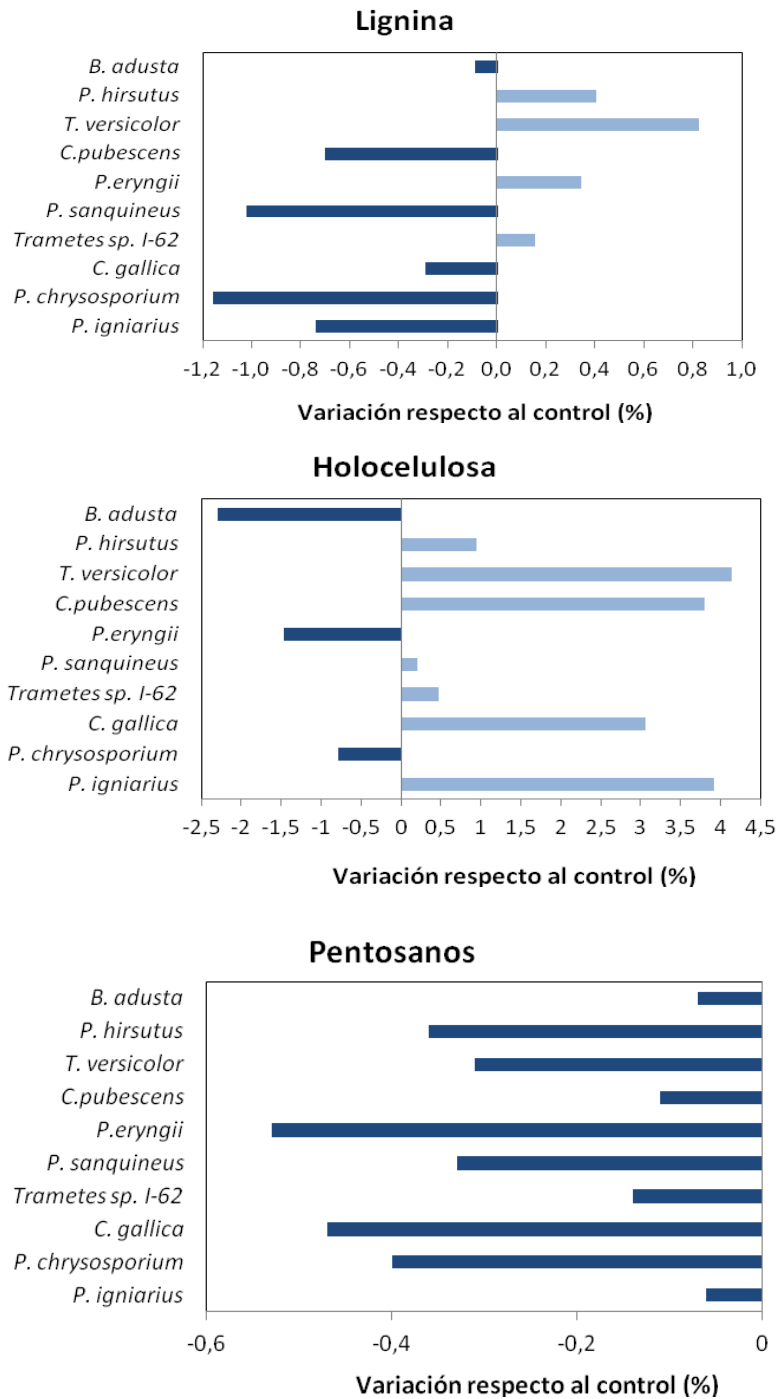 Lignina
B. adusta
P. hirsutus
T. versicolor
C.pubescens
P.eryngii
P. sanquineus
Trametes sp. I-62
C. gallica
P. chrysosporium
P. igniarius
-1,2 -1,0 -0,8 -0,6 -0,4 -0,2 0,0 0,2 0,4 0,6 0,8 1,0
Variación respecto al control (%)
Holocelulosa
B. adusta
P. hirsutus
T. versicolor
C.pubescens
P.eryngii
P. sanquineus
Trametes sp. I-62
C. gallica
P. chrysosporium
P. igniarius
-2,5 -2 -1,5 -1 -0,5 0 0,5 1 1,5 2 2,5 3 3,5 4 4,5
Variación respecto al control (%)
Pentosanos
B. adusta
P. hirsutus
T. versicolor
C.pubescens
P.eryngii
P. sanquineus
Trametes sp. I-62
C. gallica
P. chrysosporium
P. igniarius
-0,6 -0,4 -0,2 0
Variación respecto al control (%)